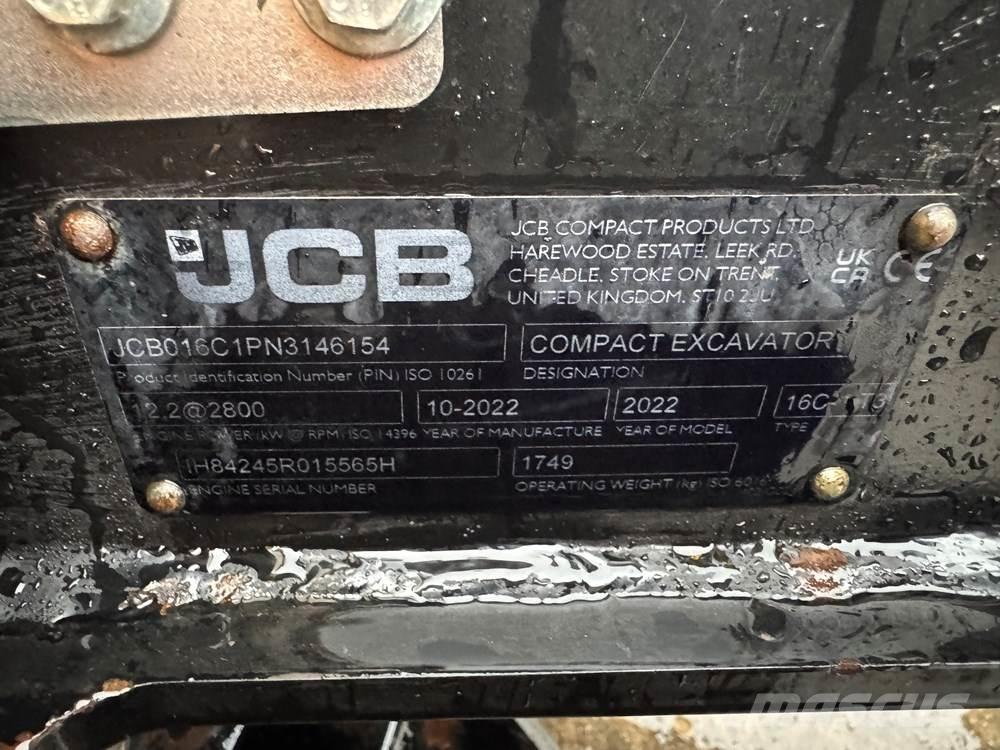 JCB
JCB COMPACT PRODUCTS LTD
HAREWOOD ESTATE, LEEK RD.
CHEADLE, STOKE ON TRENT,
UNITED KINGDOM. ST10
UK
CA CE
JCB016C1PN3146154
COMPACT EXCAVATOR
Product Identification Number (PIN) ISO 10261
DESIGNATION
12.2@2800
10-2022
2022
ENGINE POWER (kW @ RPM) ISO 14396
YEAR OF MANUFACTURE
YEAR OF MODEL
TYPE
IH84245R015565H
1749
ENGINE SERIAL NUMBER
OPERATING WEIGHT (kg) ISO
mascus